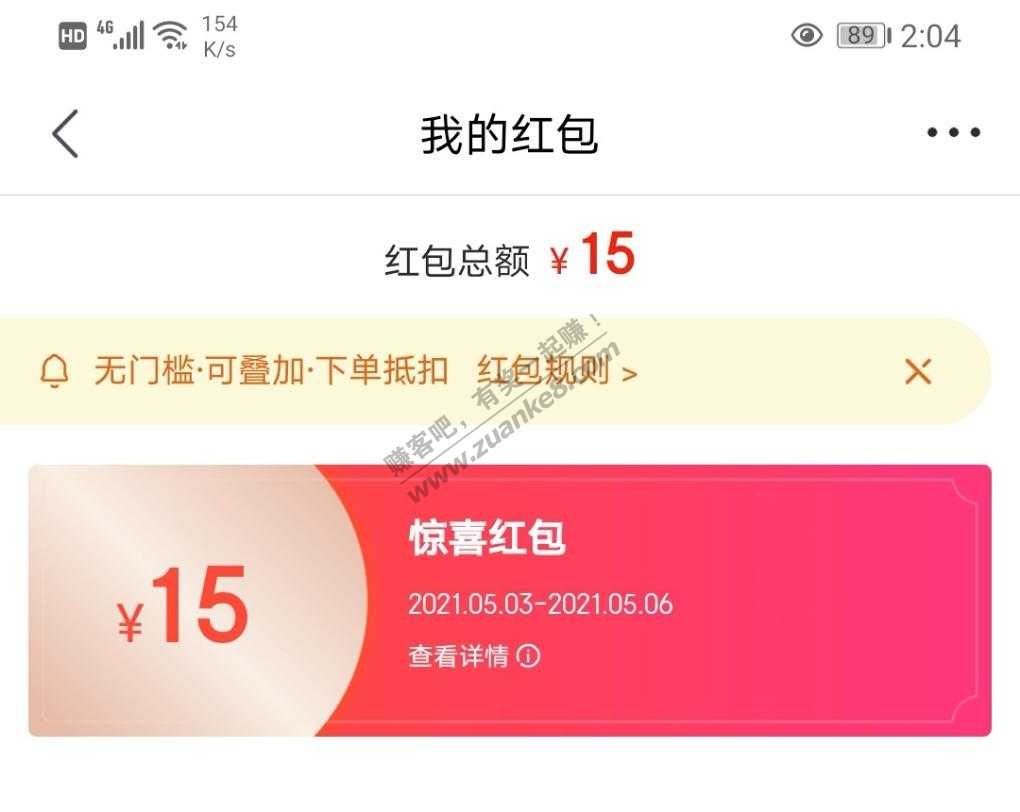 HD 4G 154 K/s 89 2:04
我的红包
红包总额 ¥ 15
无门槛·可叠加·下单抵扣 红包规则 >
赚客吧，有奖一起赚！
www.zuanke8.com
¥15
惊喜红包
2021.05.03-2021.05.06
查看详情